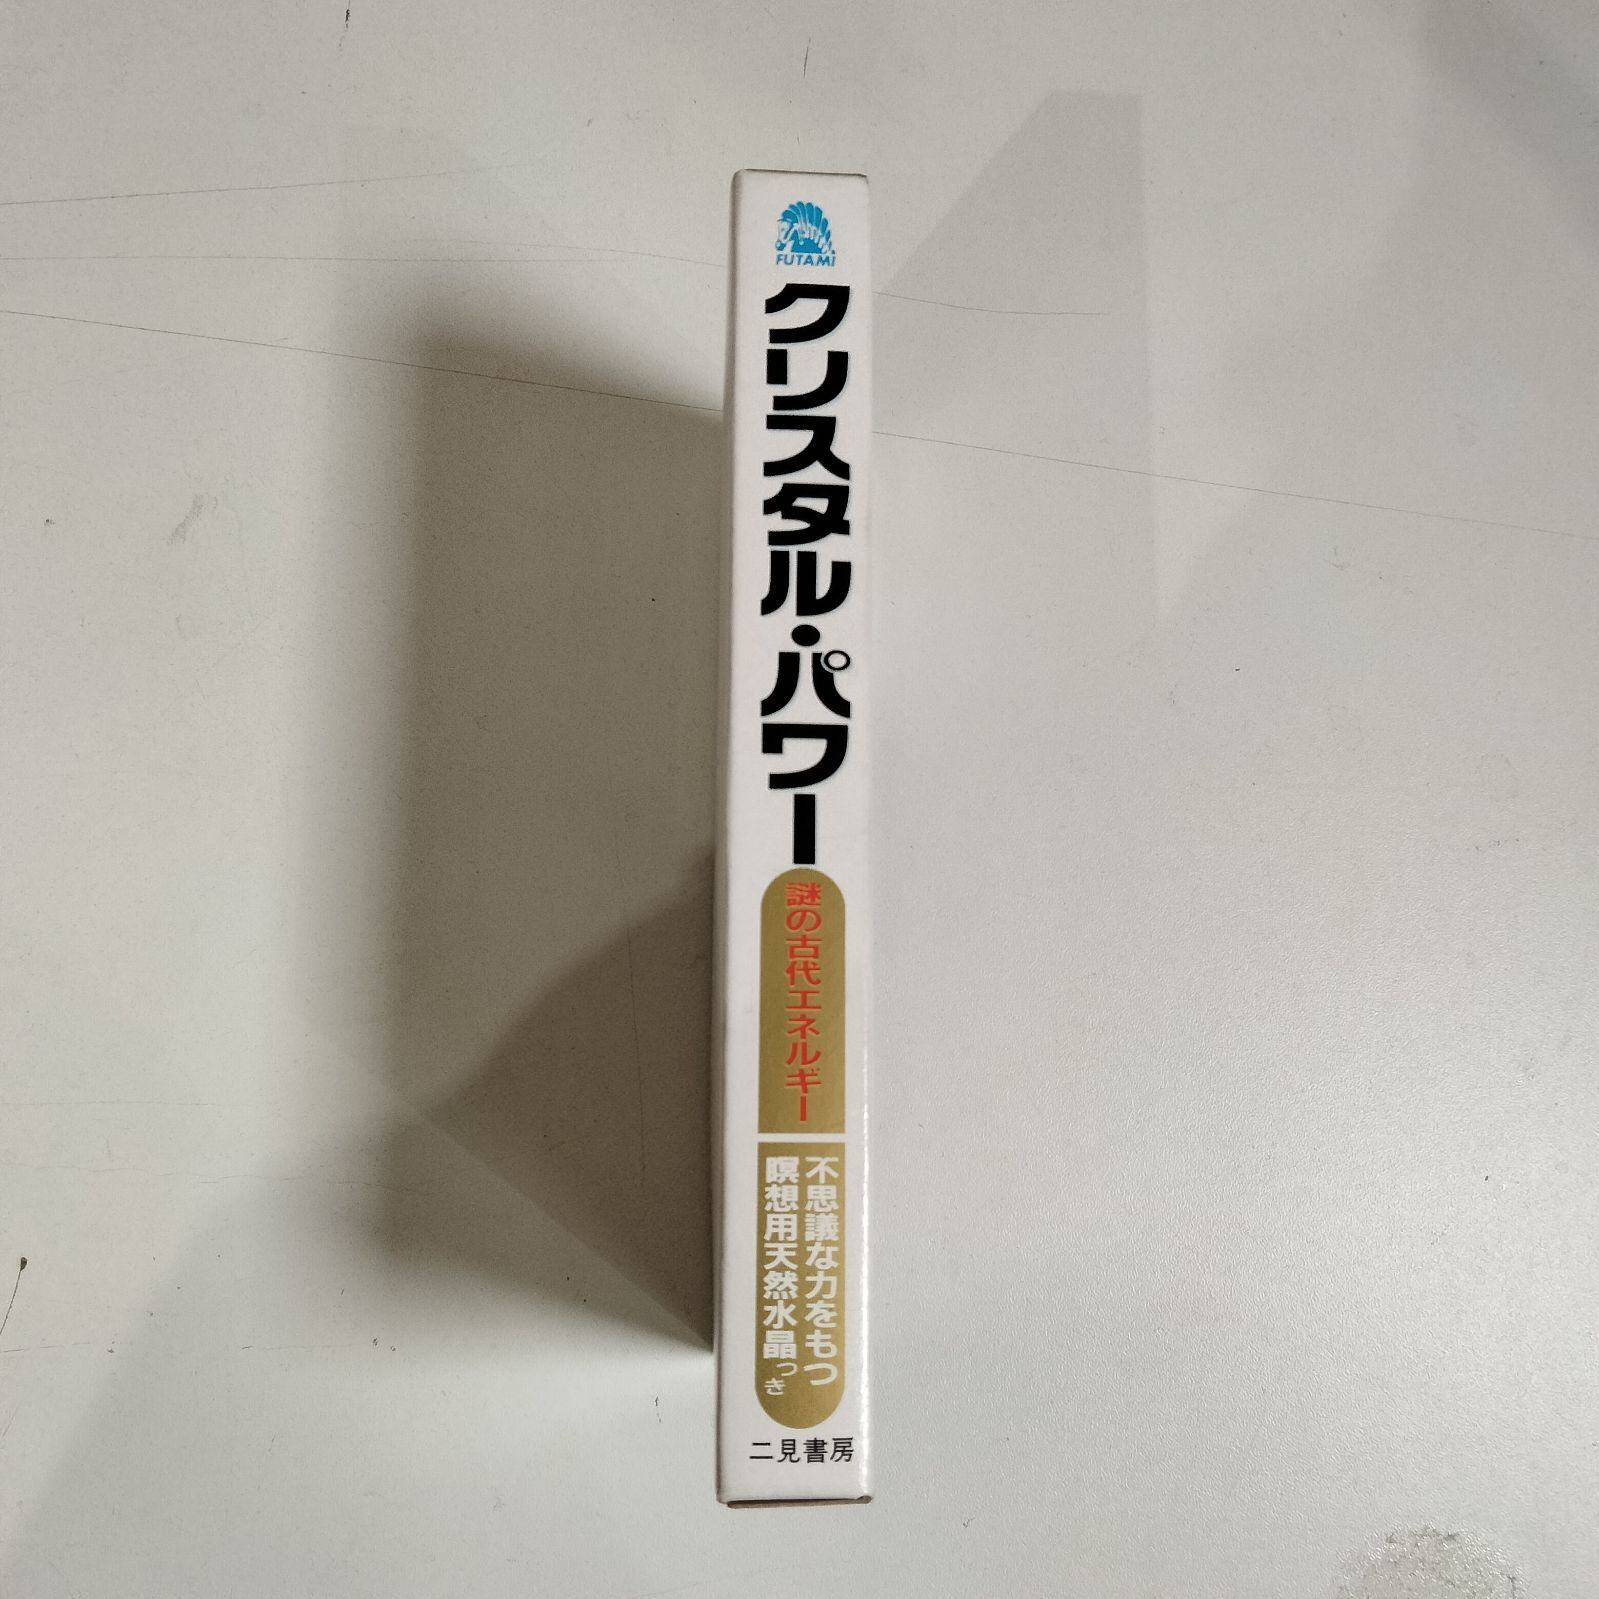 FUTAMI
クリスタル・パワー
謎の古代エネルギー
不思議な力をもつ
瞑想用天然水晶つき
二見書房